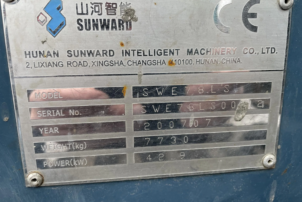 山河智能
SUNWARD
CE
HUNAN SUNWARD INTELLIGENT MACHINERY CO., LTD.
2, LIXIANG ROAD, XINGSHA, CHANGSHA 410100 HUNAN CHINA
MODEL
SERIAL No.
YEAR 200707
WEIGHT(kg) 7730
POWER(kW)